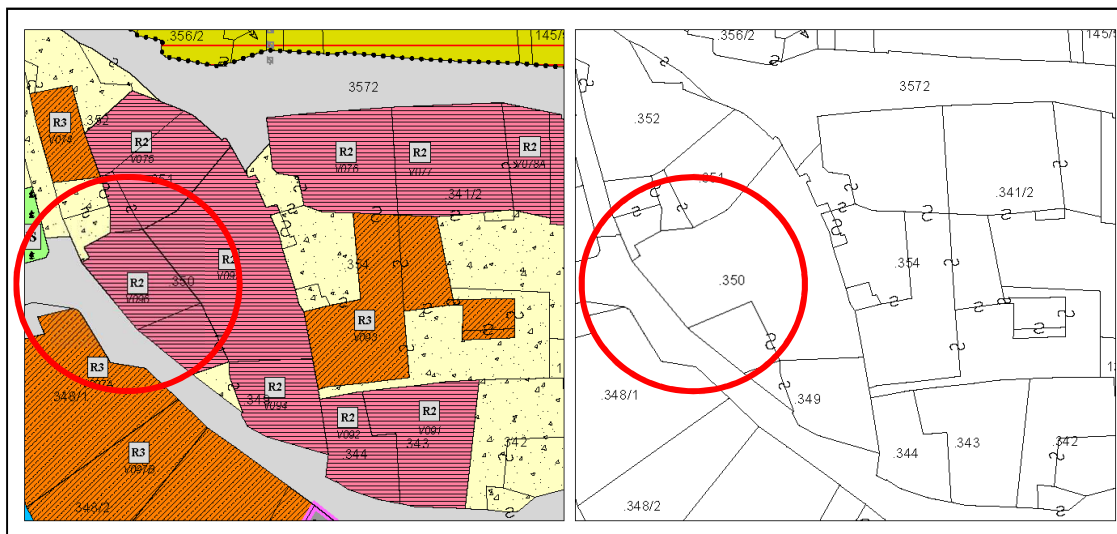 .356/2
145/5
3572
R3
V074
.352
R2
V075
R2
V076
R2
V077
R2
V078A
.351
.341/2
S
R2
.350
R2
.354
R3
V093
R3
V097A
.348/1
R2
V094
.349
R2
V092
R2
V091
.343
.342
.344
R3
V097B
.348/2
.356/2
145/5
3572
.352
.351
.341/2
.350
.354
.348/1
.349
.343
.342
.344
.348/2